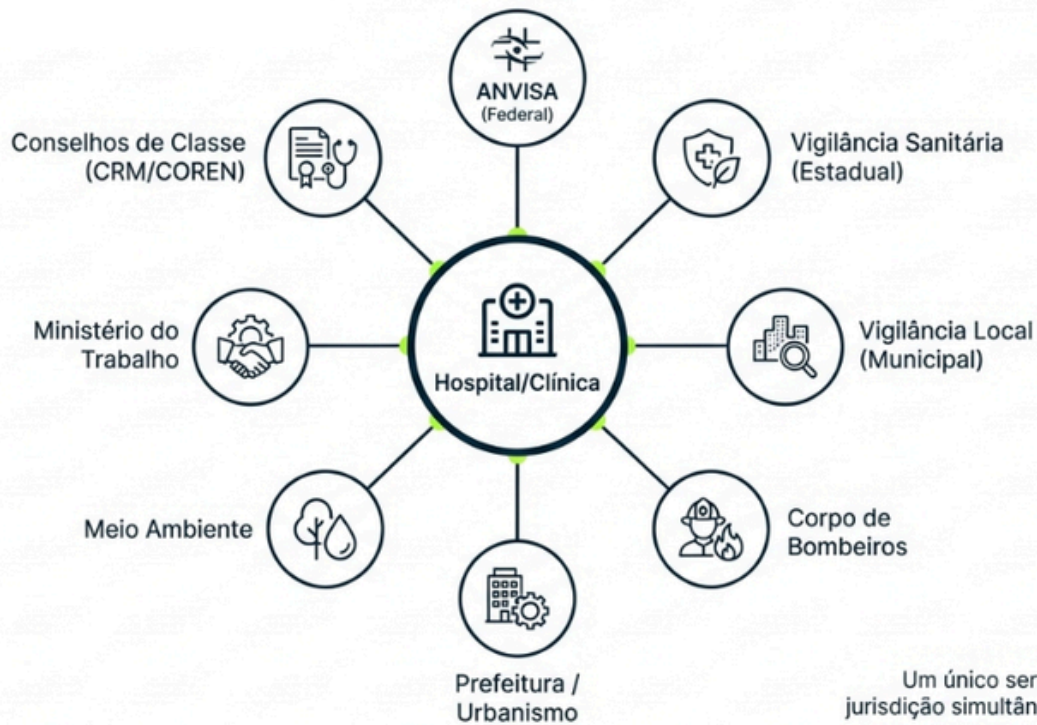 ANVISA
(Federal)
Conselhos de Classe
(CRM/COREN)
Vigilância Sanitária
(Estadual)
Ministério do
Trabalho
Hospital/Clínica
Vigilância Local
(Municipal)
Meio Ambiente
Corpo de
Bombeiros
Prefeitura /
Urbanismo
Um único ser
jurisdição simultân